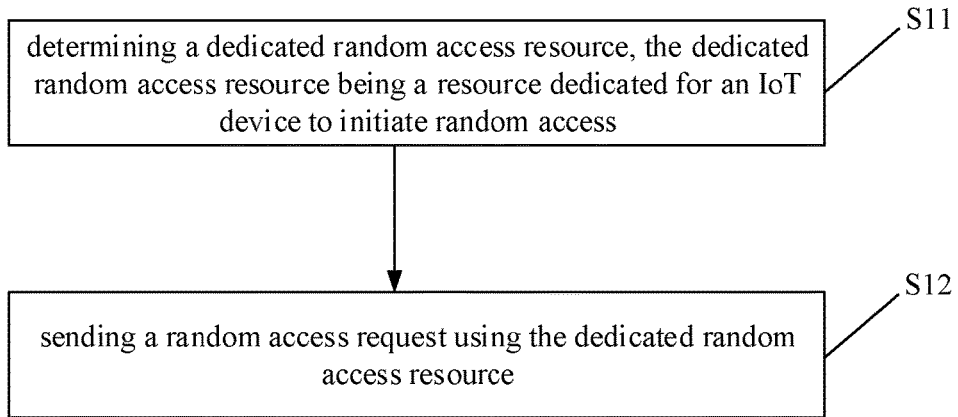 S11
determining a dedicated random access resource, the dedicated
random access resource being a resource dedicated for an IoT
device to initiate random access
S12
sending a random access request using the dedicated random
access resource